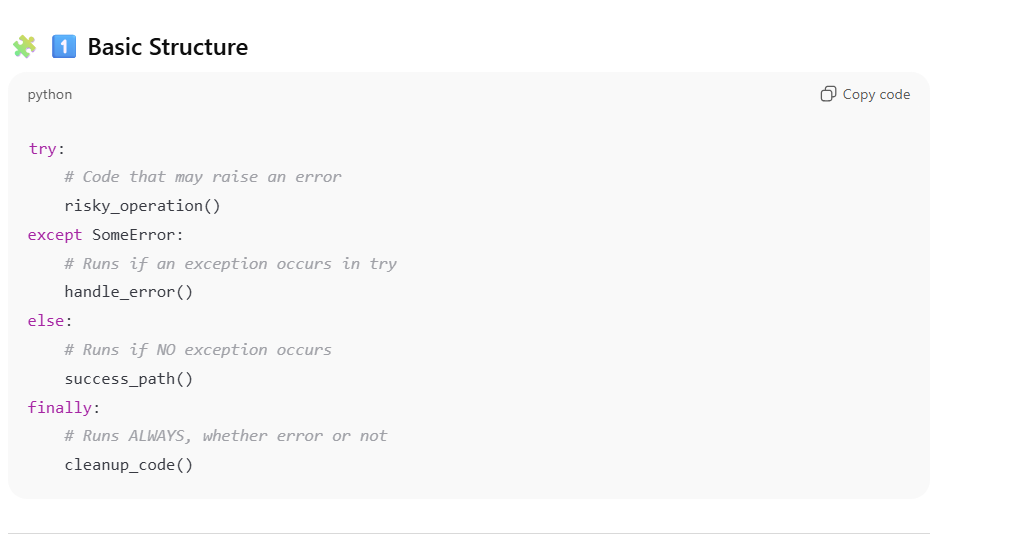 🧩 1️⃣ Basic Structure
python
Copy code
try:
    # Code that may raise an error
    risky_operation()
except SomeError:
    # Runs if an exception occurs in try
    handle_error()
else:
    # Runs if NO exception occurs
    success_path()
finally:
    # Runs ALWAYS, whether error or not
    cleanup_code()